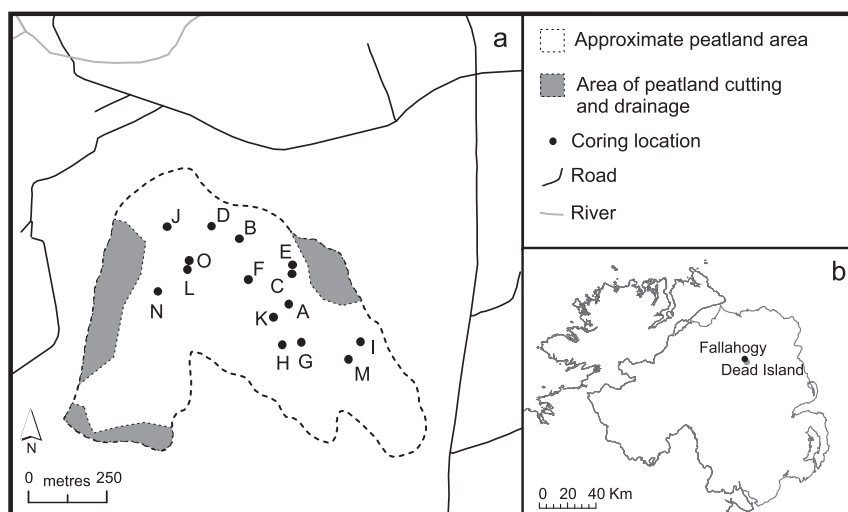 a
J
D
B
O
L
E
F
C
N
A
K
H
G
I
M
N
0 metres 250
Approximate peatland area
Area of peatland cutting
and drainage
Coring location
Road
River
b
Fallahogy
Dead Island
0 20 40 Km